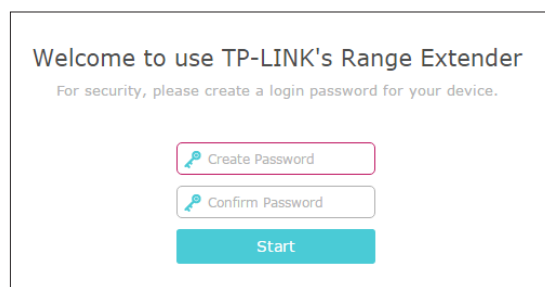 Welcome to use TP-LINK's Range Extender
For security, please create a login password for your device.
Create Password
Confirm Password
Start